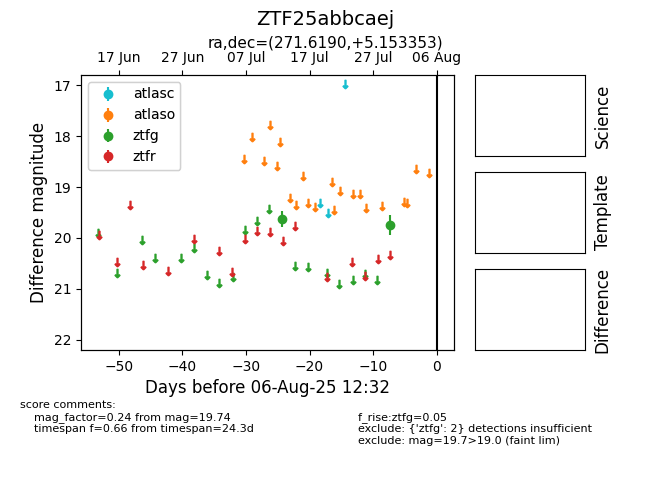 ZTF25abbcaej
ra,dec=(271.6190,+5.153353)
17 Jun 27 Jun 07 Jul 17 Jul 27 Jul 06 Aug
atlasc
atlaso
ztfg
ztfr
17
18
19
20
21
22
Difference magnitude
−50 −40 −30 −20 −10 0
Days before 06-Aug-25 12:32
Science
Template
Difference
score comments:
mag_factor=0.24 from mag=19.74
timespan f=0.66 from timespan=24.3d
f_rise:ztfg=0.05
exclude: {'ztfg': 2} detections insufficient
exclude: mag=19.7>19.0 (faint lim)